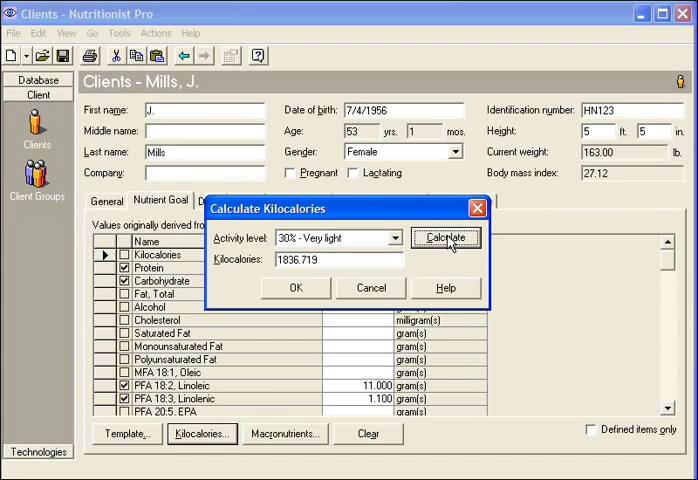 Clients - Nutritionist Pro
File Edit View Go Tools Actions Help
Database
Client
Clients
Client Groups
Technologies
Clients - Mills, J.
First name: J. Date of birth: 7/4/1956 Identification number: HN123
Middle name: Age: 53 yrs. 1 mos. Height: 5 ft. 5 in.
Last name: Mills Gender: Female Current weight: 163.00 lb.
Company: Pregnant Lactating Body mass index: 27.12
General Nutrient Goal
Values originally derived from
Name
Kilocalories
Protein
Carbohydrate
Fat, Total
Alcohol gram(s)
Cholesterol milligram(s)
Saturated Fat gram(s)
Monounsaturated Fat gram(s)
Polyunsaturated Fat gram(s)
MFA 18:1, Oleic gram(s)
PFA 18:2, Linoleic 11.000 gram(s)
PFA 18:3, Linolenic 1.100 gram(s)
PFA 20:5, EPA gram(s)
Calculate Kilocalories
Activity level: 30% - Very light Calculate
Kilocalories: 1836.719
OK Cancel Help
Template... Kilocalories... Macronutrients... Clear Defined items only